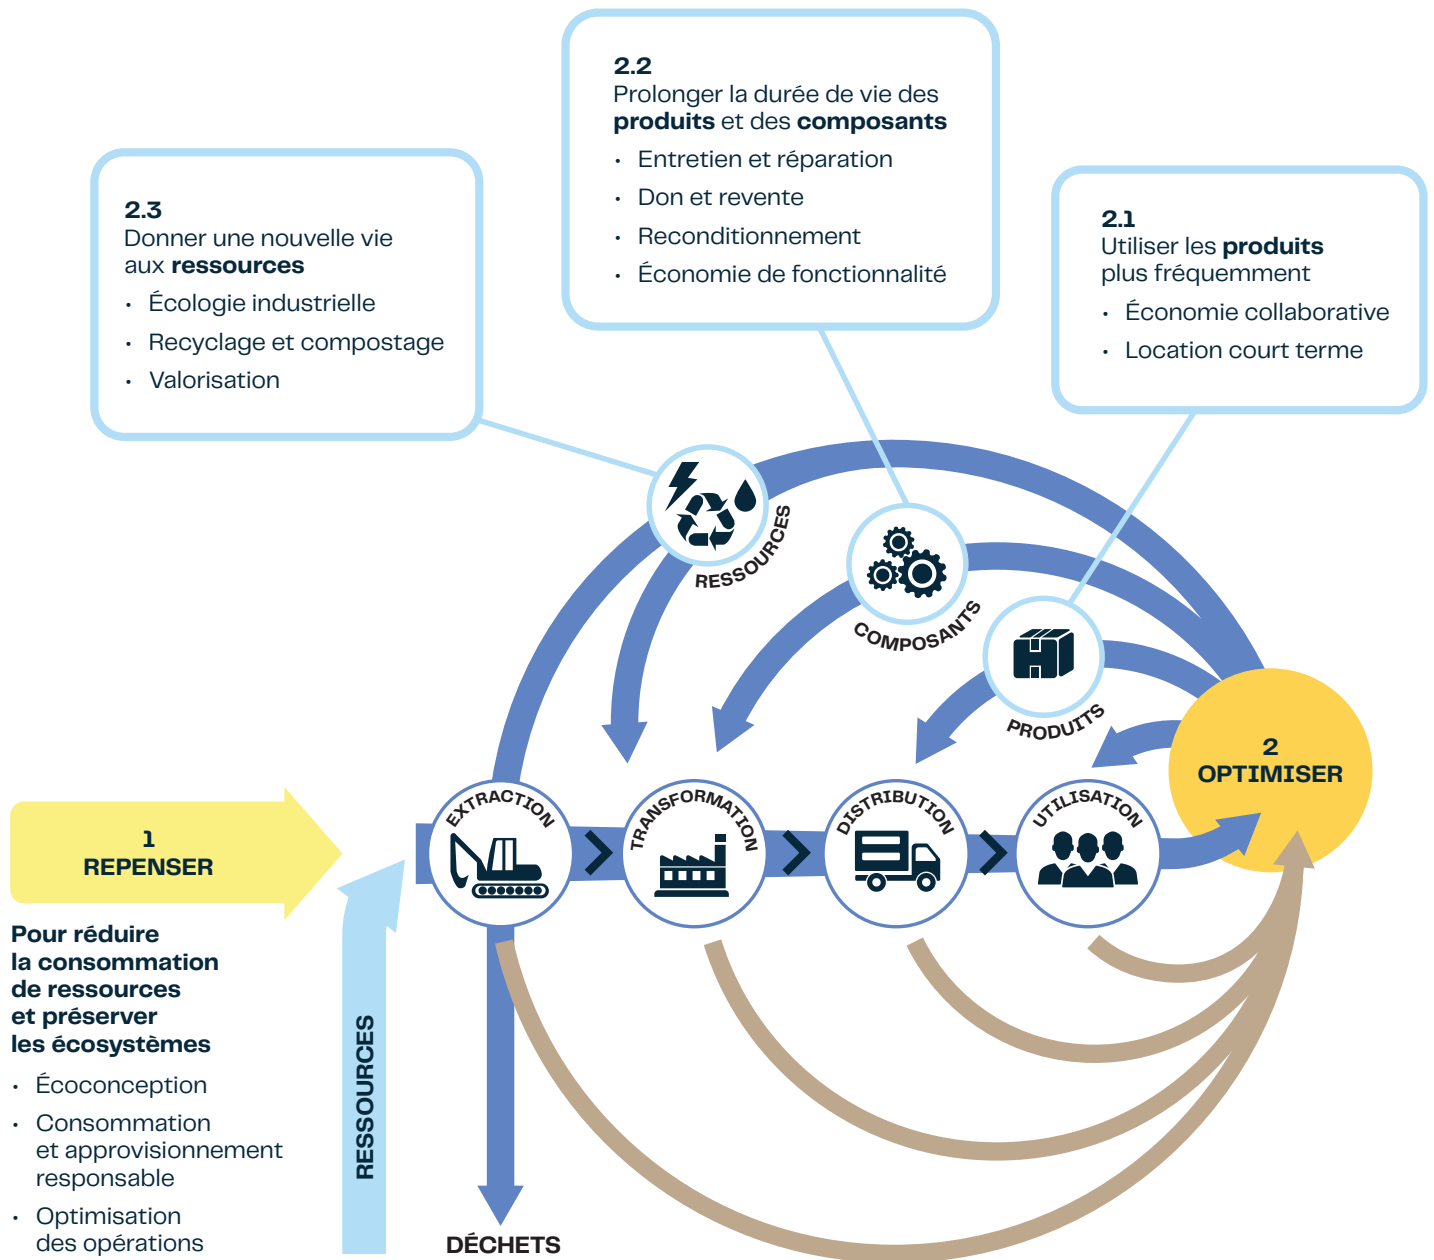 2.2
Prolonger la durée de vie des
produits et des composants
· Entretien et réparation
· Don et revente
· Reconditionnement
· Économie de fonctionnalité
2.3
Donner une nouvelle vie
aux ressources
· Écologie industrielle
· Recyclage et compostage
· Valorisation
2.1
Utiliser les produits
plus fréquemment
· Économie collaborative
· Location court terme
RESSOURCES
COMPOSANTS
PRODUITS
2
OPTIMISER
EXTRACTION
TRANSFORMATION
DISTRIBUTION
UTILISATION
1
REPENSER
Pour réduire
la consommation
de ressources
et préserver
les écosystèmes
· Écoconception
· Consommation
et approvisionnement
responsable
· Optimisation
des opérations
RESSOURCES
DÉCHETS